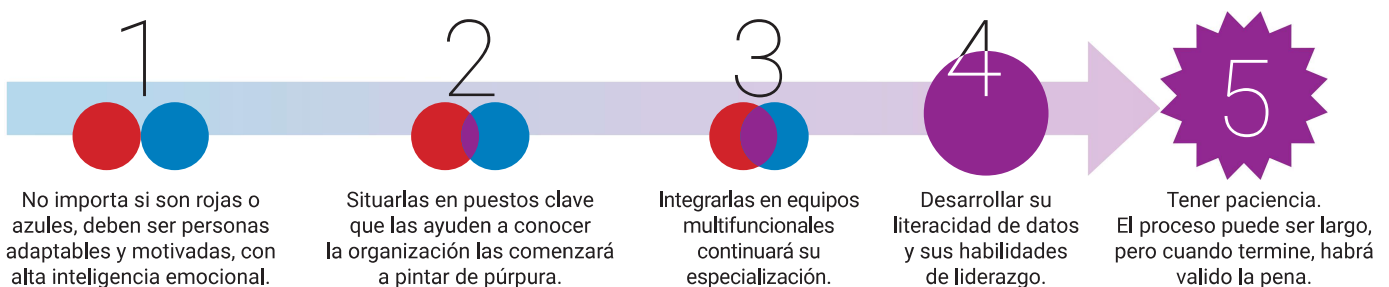 1
No importa si son rojas o
azules, deben ser personas
adaptables y motivadas, con
alta inteligencia emocional.
2
Situarlas en puestos clave
que las ayuden a conocer
la organización las comenzará
a pintar de púrpura.
3
Integrarlas en equipos
multifuncionales
continuará su
especialización.
4
Desarrollar su
literacidad de datos
y sus habilidades
de liderazgo.
5
Tener paciencia.
El proceso puede ser largo,
pero cuando termine, habrá
valido la pena.